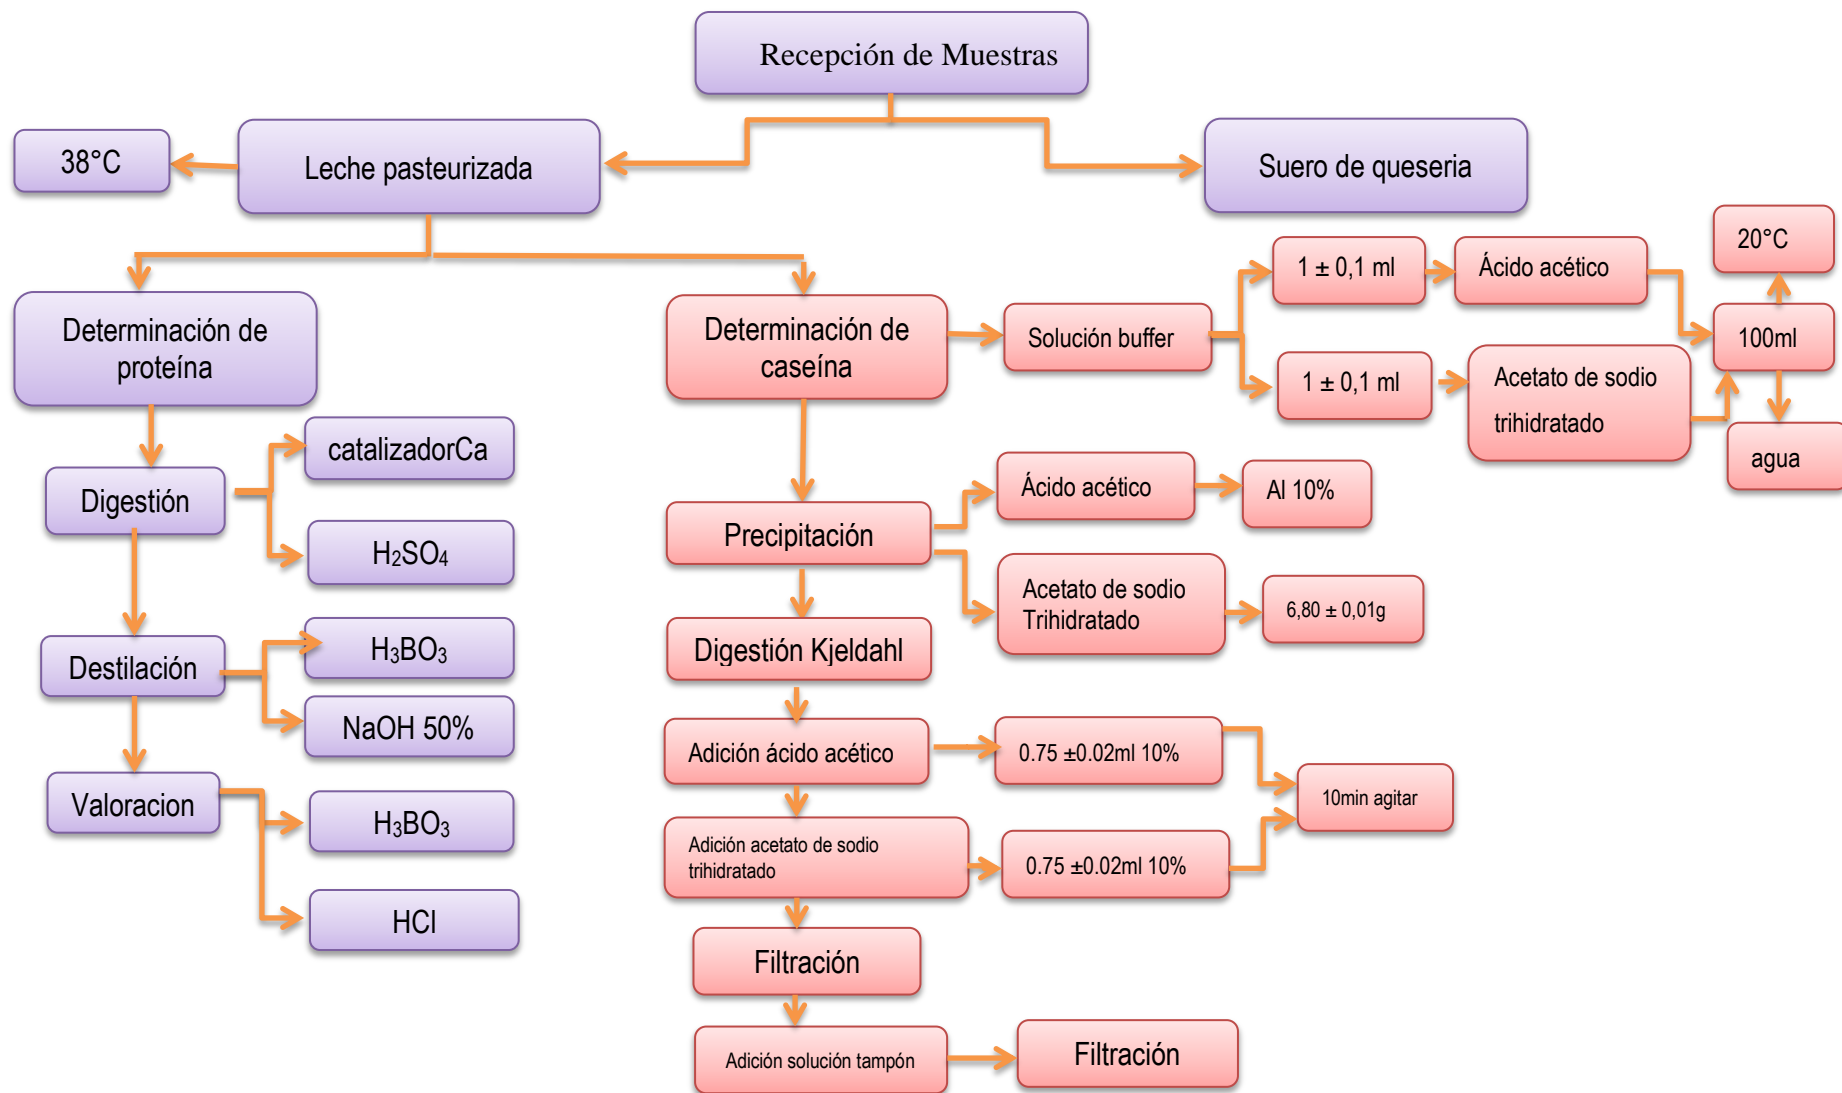 Recepción de Muestras
38°C
Leche pasteurizada
Suero de queseria
Determinación de
proteína
Digestión
catalizadorCa
H₂SO₄
Destilación
H₃BO₃
NaOH 50%
Valoracion
H₃BO₃
HCl
Determinación de
caseína
Solución buffer
1 ± 0,1 ml
Ácido acético
1 ± 0,1 ml
Acetato de sodio
trihidratado
20°C
100ml
agua
Precipitación
Ácido acético
Al 10%
Acetato de sodio
Trihidratado
6,80 ± 0,01g
Digestión Kjeldahl
Adición ácido acético
0.75 ±0.02ml 10%
10min agitar
Adición acetato de sodio
trihidratado
0.75 ±0.02ml 10%
Filtración
Adición solución tampón
Filtración